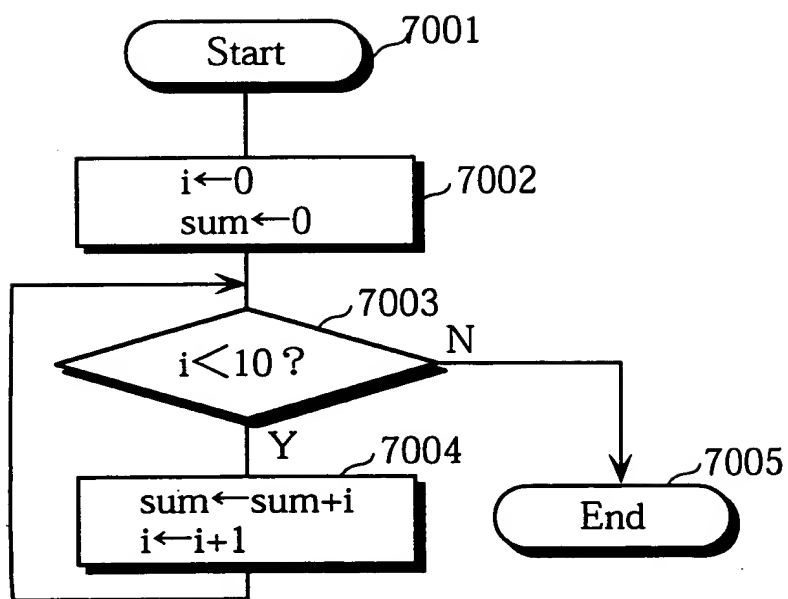 Start
7001
i←0
sum←0
7002
7003
i<10?
N
Y
7004
sum←sum+i
i←i+1
7005
End